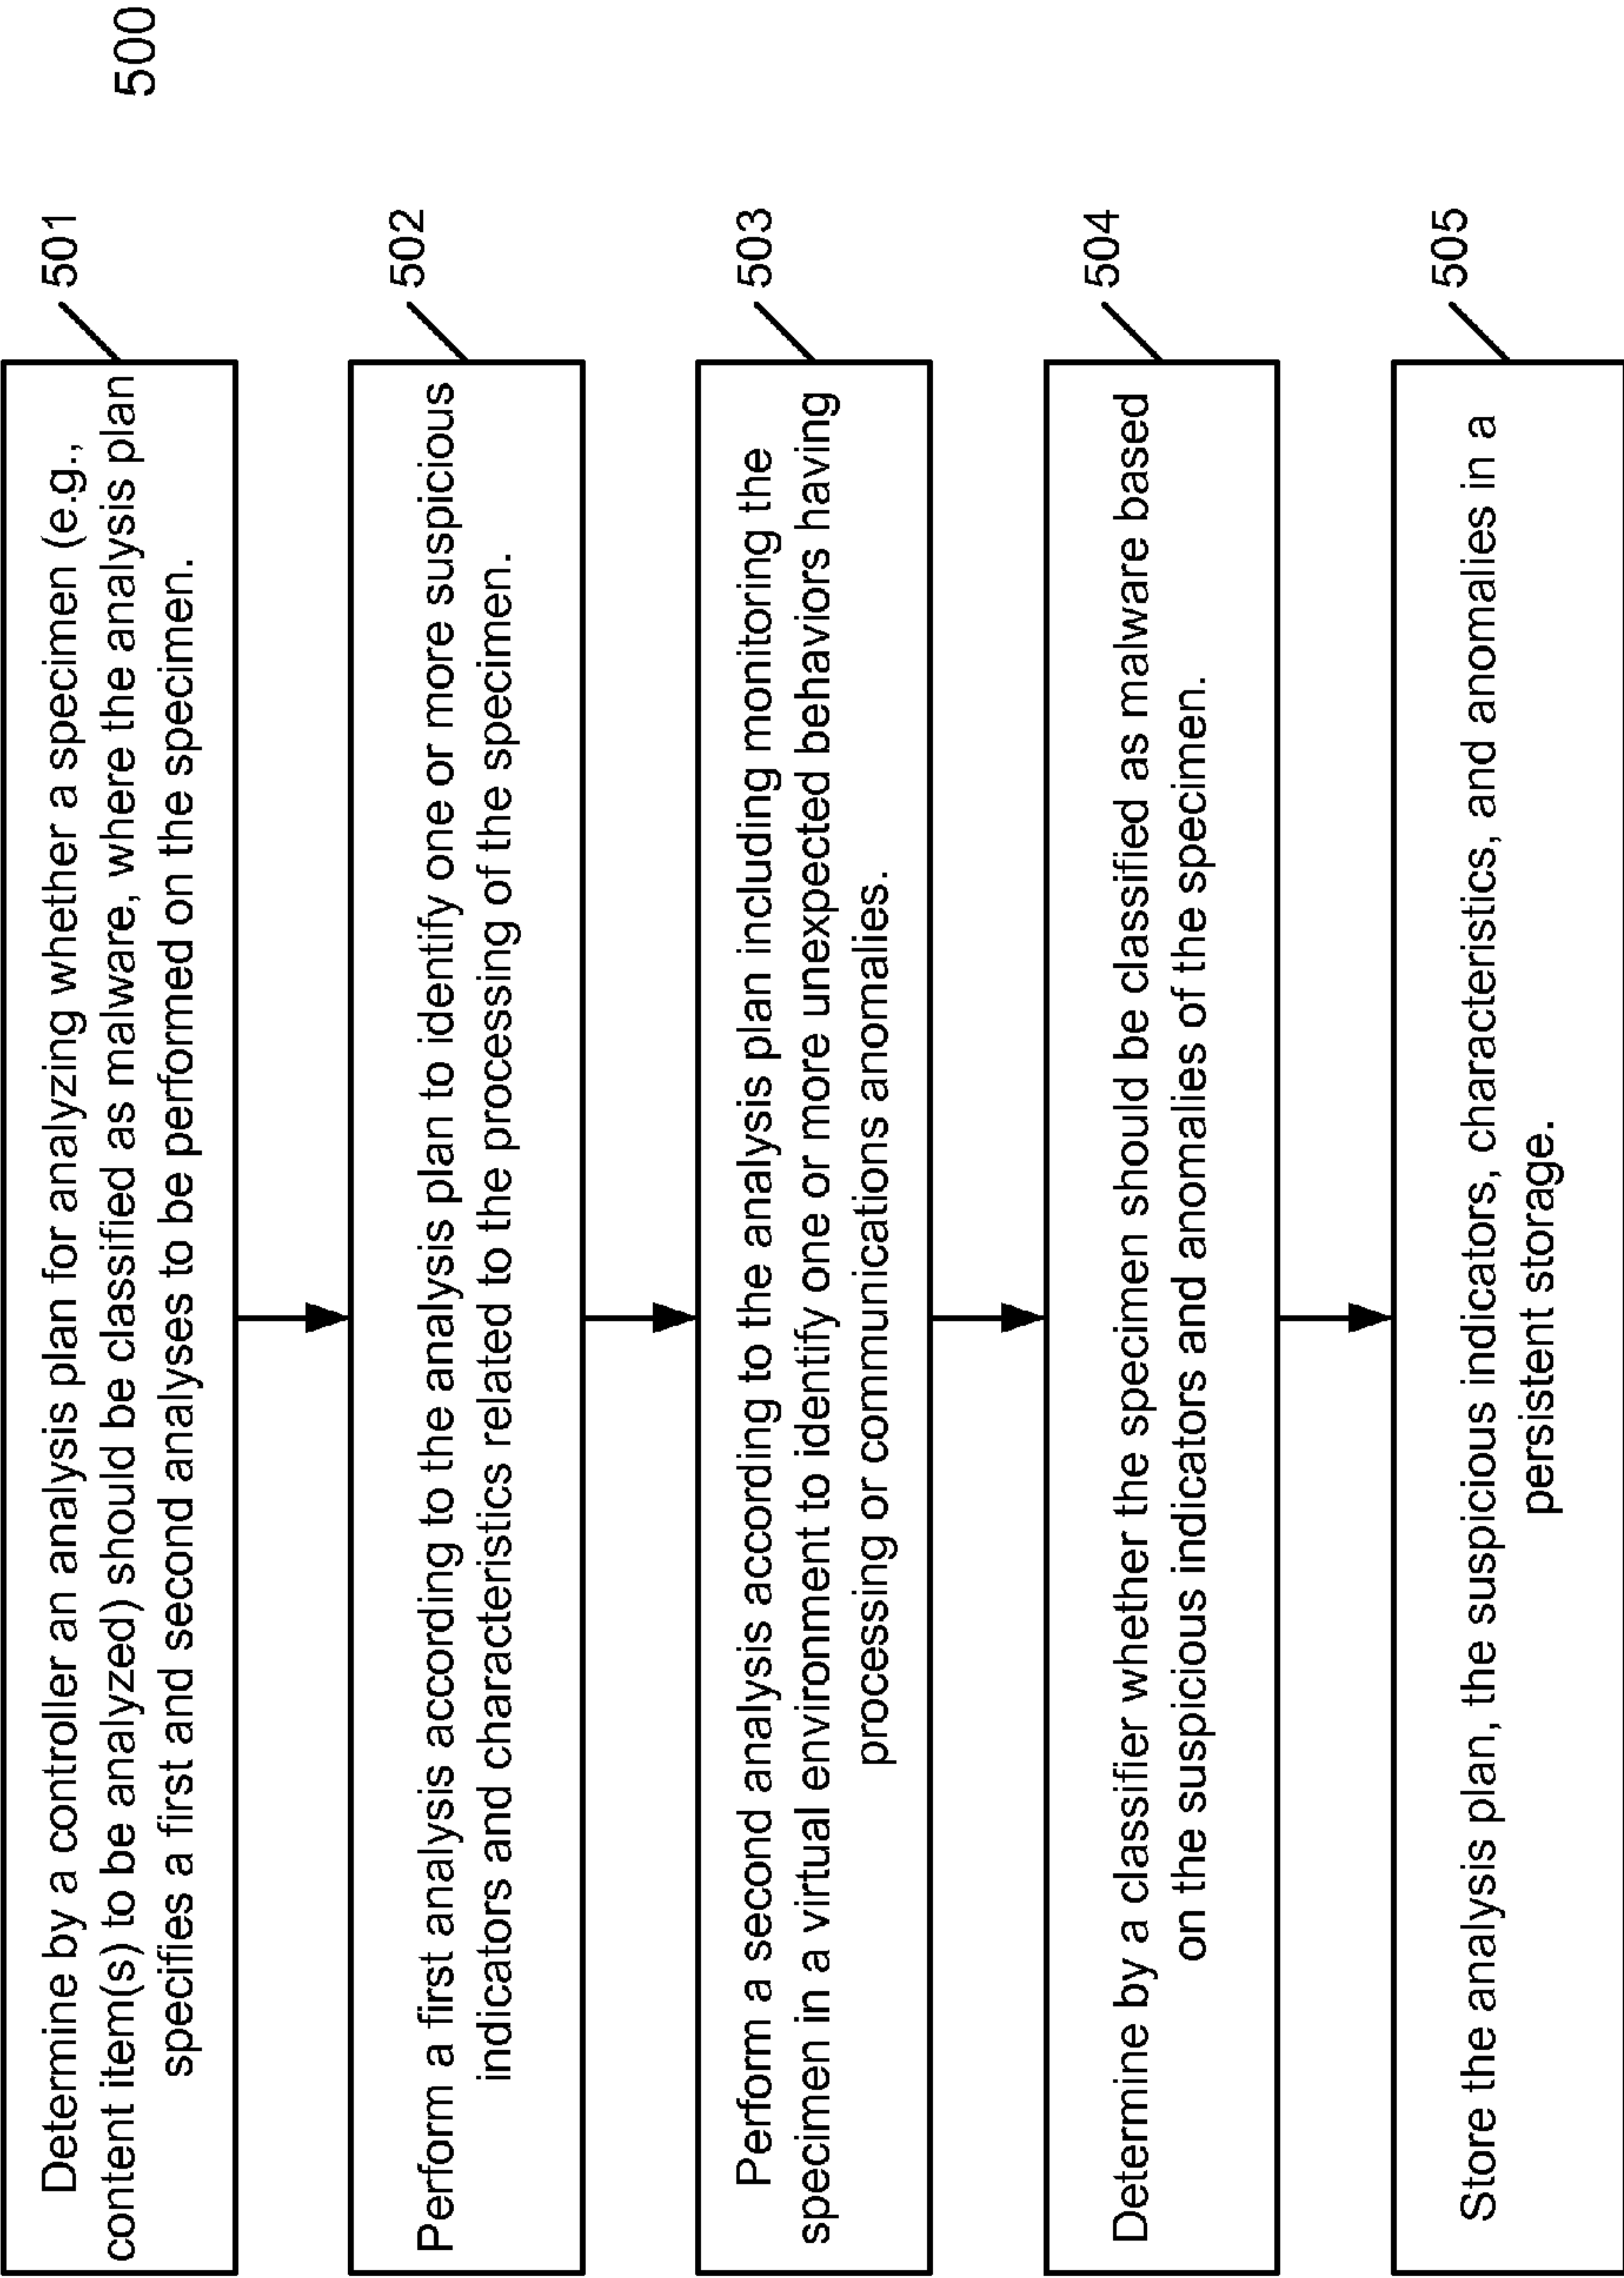 500
Determine by a controller an analysis plan for analyzing whether a specimen (e.g.,
content item(s) to be analyzed) should be classified as malware, where the analysis plan
specifies a first and second analyses to be performed on the specimen.
501
Perform a first analysis according to the analysis plan to identify one or more suspicious
indicators and characteristics related to the processing of the specimen.
502
Perform a second analysis according to the analysis plan including monitoring the
specimen in a virtual environment to identify one or more unexpected behaviors having
processing or communications anomalies.
503
Determine by a classifier whether the specimen should be classified as malware based
on the suspicious indicators and anomalies of the specimen.
504
Store the analysis plan, the suspicious indicators, characteristics, and anomalies in a
persistent storage.
505